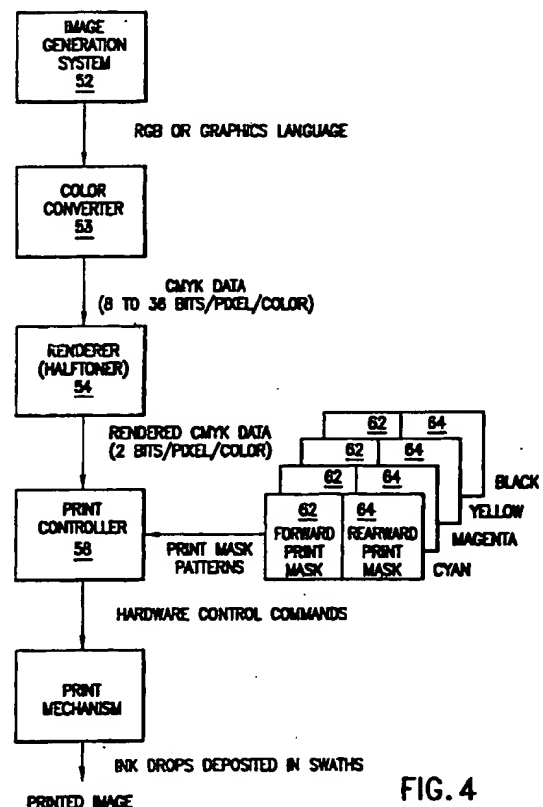 IMAGE
GENERATION
SYSTEM
52
RGB OR GRAPHICS LANGUAGE
COLOR
CONVERTER
53
CMYK DATA
(8 TO 36 BITS/PIXEL/COLOR)
RENDERER
(HALFTONER)
54
RENDERED CMYK DATA
(2 BITS/PIXEL/COLOR)
62 64
BLACK
62 64
YELLOW
62 64
MAGENTA
62 64
FORWARD PRINT MASK
REARWARD PRINT MASK
CYAN
PRINT
CONTROLLER
58
PRINT MASK
PATTERNS
HARDWARE CONTROL COMMANDS
PRINT
MECHANISM
INK DROPS DEPOSITED IN SWATHS
PRINTED IMAGE
FIG. 4